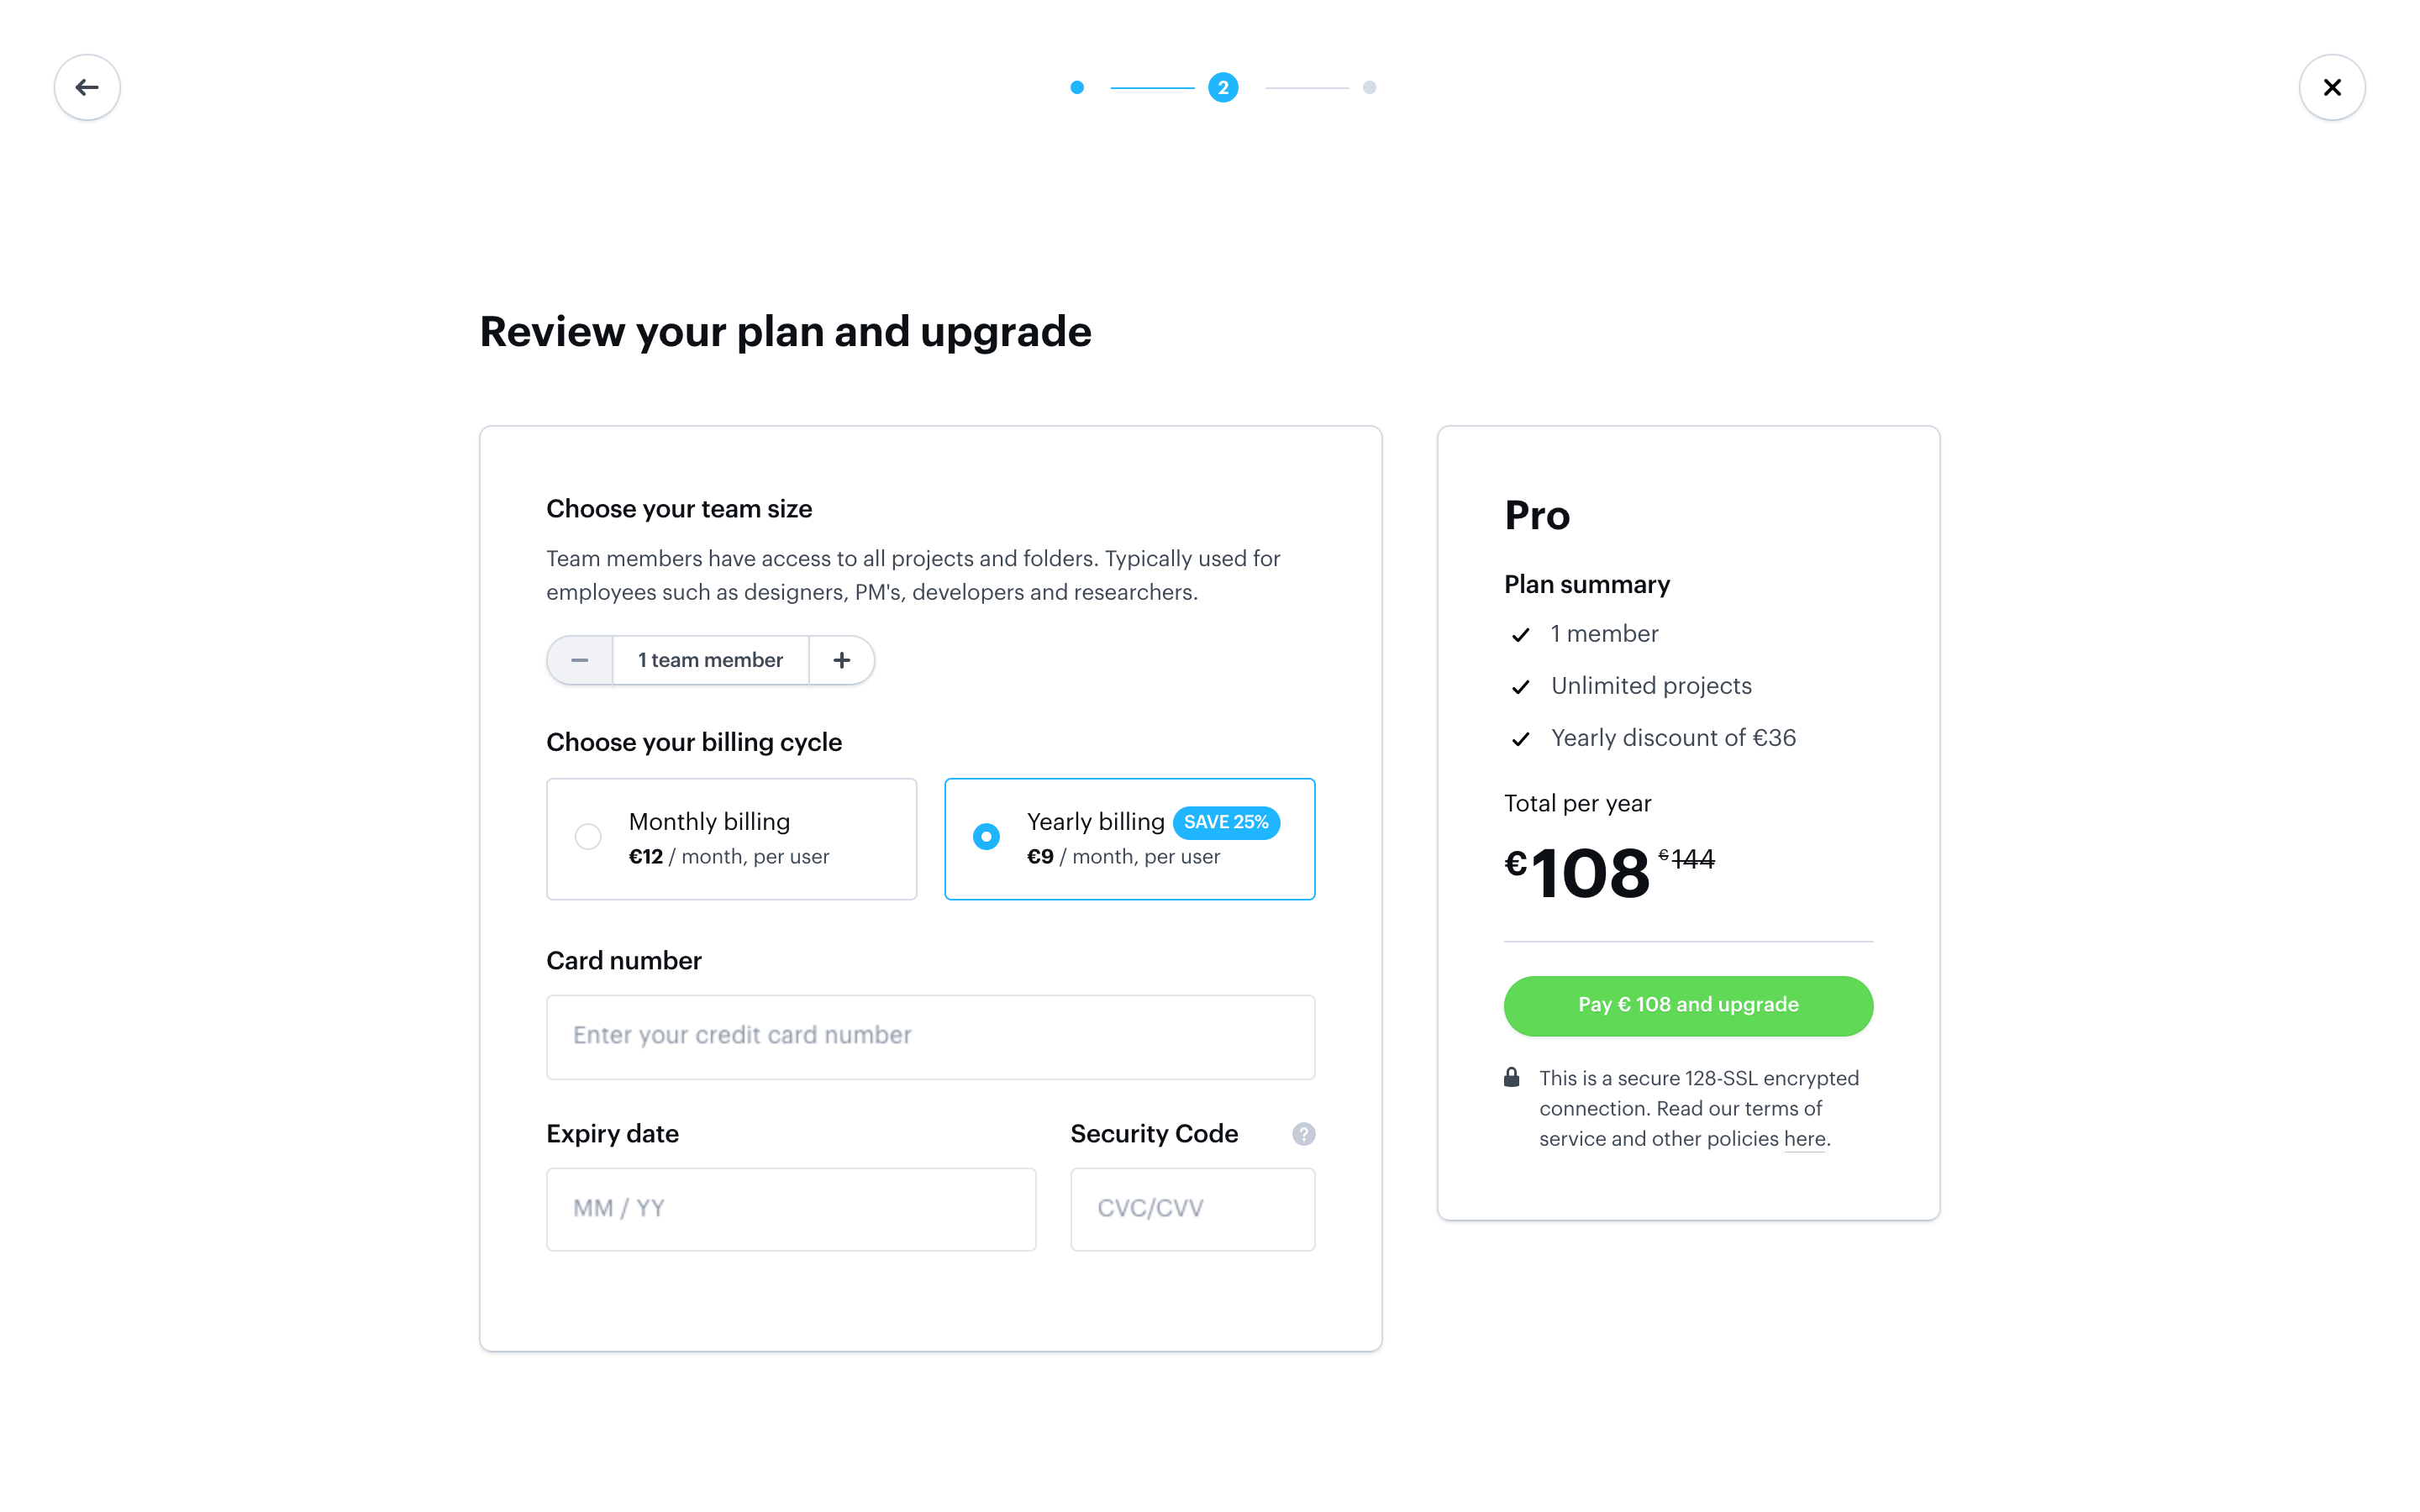 2
Review your plan and upgrade
Choose your team size
Team members have access to all projects and folders. Typically used for
employees such as designers, PM's, developers and researchers.
1 team member
Choose your billing cycle
Monthly billing
€12 / month, per user
Yearly billing SAVE 25%
€9 / month, per user
Card number
Enter your credit card number
Expiry date
MM / YY
Security Code ?
CVC/CVV
Pro
Plan summary
1 member
Unlimited projects
Yearly discount of €36
Total per year
€108 €144
Pay € 108 and upgrade
This is a secure 128-SSL encrypted
connection. Read our terms of
service and other policies here.